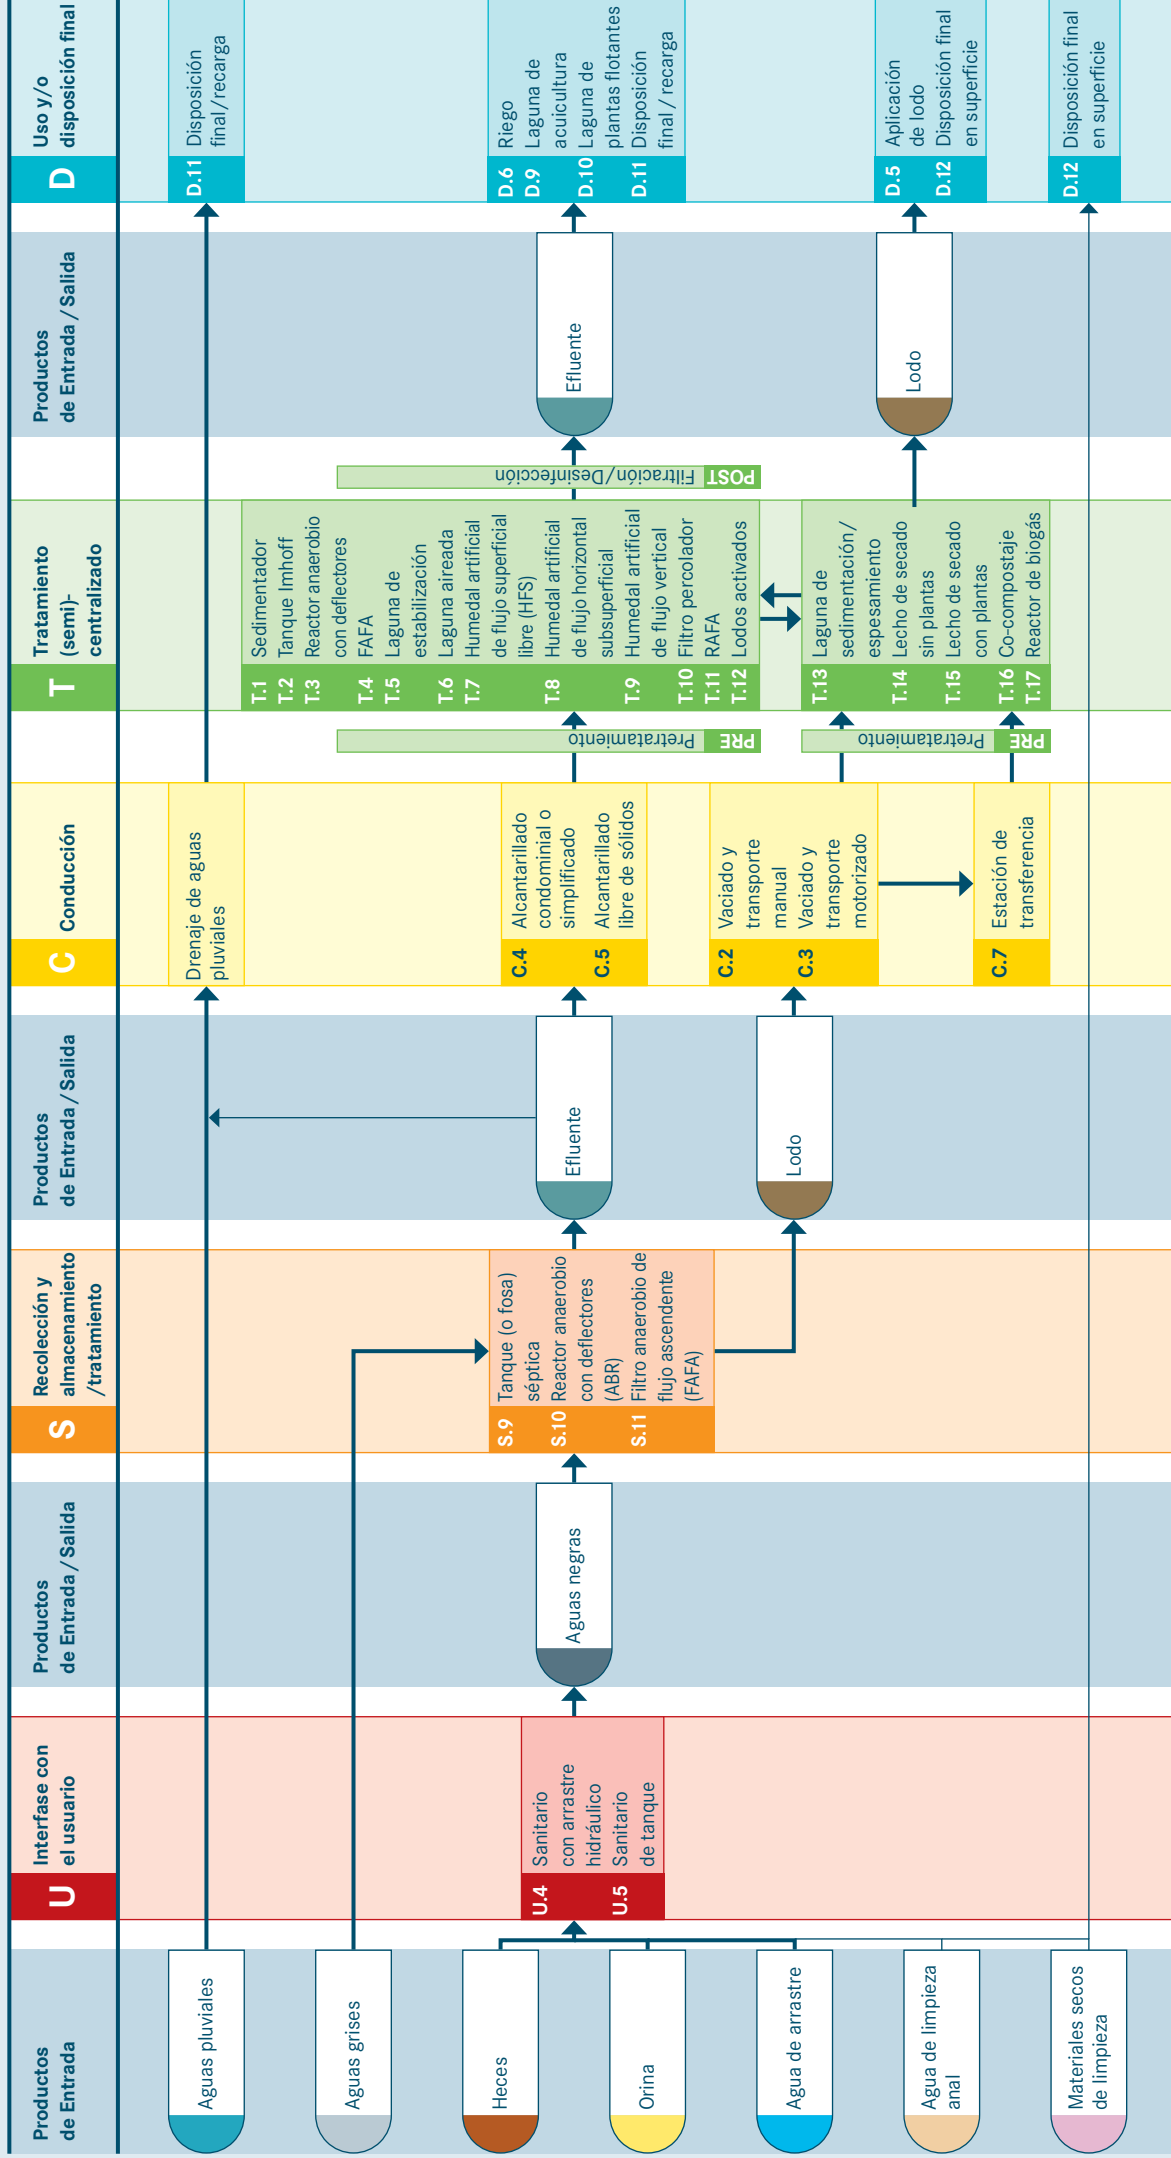 Productos
de Entrada
U
Interfase con
el usuario
Productos
de Entrada / Salida
S
Recolección y
almacenamiento
/tratamiento
Productos
de Entrada / Salida
C
Conducción
T
Tratamiento
(semi)-
centralizado
Productos
de Entrada / Salida
D
Uso y/o
disposición final
Aguas pluviales
Aguas grises
Heces
Orina
Agua de arrastre
Agua de limpieza
anal
Materiales secos
de limpieza
U.4 Sanitario
con arrastre
hidráulico
U.5 Sanitario
de tanque
Aguas negras
S.9 Tanque (o fosa)
séptica
S.10 Reactor anaerobio
con deflectores
(ABR)
S.11 Filtro anaerobio de
flujo ascendente
(FAFA)
Efluente
Lodo
Drenaje de aguas
pluviales
C.4 Alcantarillado
condominial o
simplificado
C.5 Alcantarillado
libre de sólidos
C.2 Vaciado y
transporte
manual
C.3 Vaciado y
transporte
motorizado
C.7 Estación de
transferencia
PRE Pretratamiento
PRE Pretratamiento
T.1 Sedimentador
T.2 Tanque Imhoff
T.3 Reactor anaerobio
con deflectores
T.4 FAFA
T.5 Laguna de
estabilización
T.6 Laguna aireada
T.7 Humedal artificial
de flujo superficial
libre (HFS)
T.8 Humedal artificial
de flujo horizontal
subsuperficial
T.9 Humedal artificial
de flujo vertical
T.10 Filtro percolador
T.11 RAFA
T.12 Lodos activados
T.13 Laguna de
sedimentación/
espesamiento
T.14 Lecho de secado
sin plantas
T.15 Lecho de secado
con plantas
T.16 Co-compostaje
T.17 Reactor de biogás
POST Filtración/Desinfección
Efluente
Lodo
D.11 Disposición
final/recarga
D.6 Riego
D.9 Laguna de
acuicultura
D.10 Laguna de
plantas flotantes
D.11 Disposición
final / recarga
D.5 Aplicación
de lodo
D.12 Disposición final
en superficie
D.12 Disposición final
en superficie